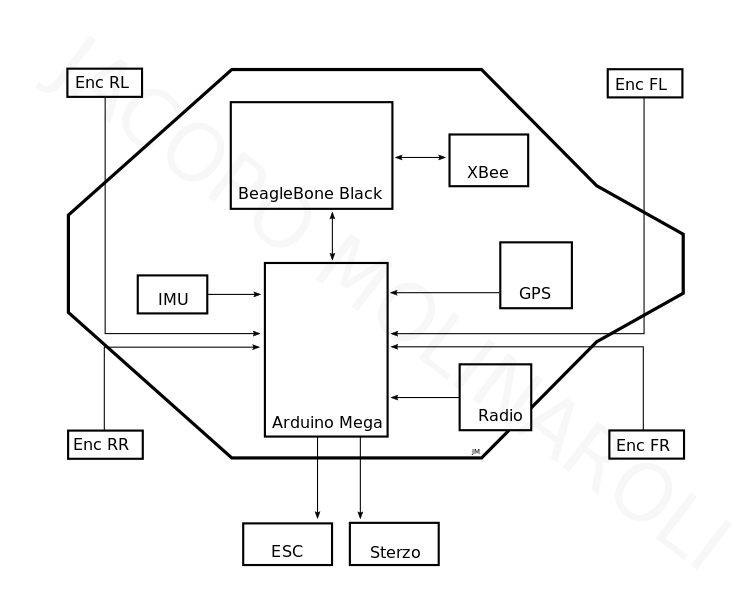 Enc RL
Enc FL
BeagleBone Black
XBee
IMU
GPS
Arduino Mega
Radio
Enc RR
Enc FR
JM
ESC
Sterzo
JACOPO MOLINAROLI